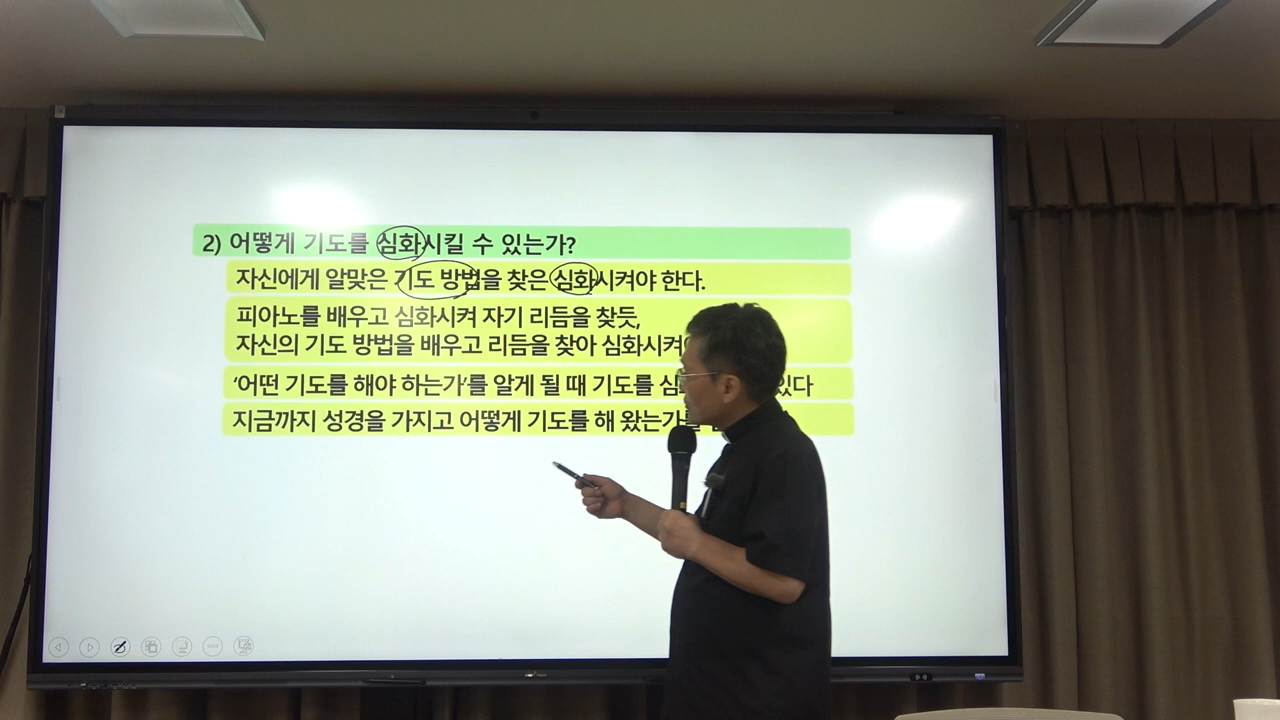 2) 어떻게 기도를 심화시킬 수 있는가?
자신에게 알맞은 기도 방법을 찾은 심화시켜야 한다.
피아노를 배우고 심화시켜 자기 리듬을 찾듯,
자신의 기도 방법을 배우고 리듬을 찾아 심화시켜
‘어떤 기도를 해야 하는가’를 알게 될 때 기도를 있다
지금까지 성경을 가지고 어떻게 기도를 해 왔는가를